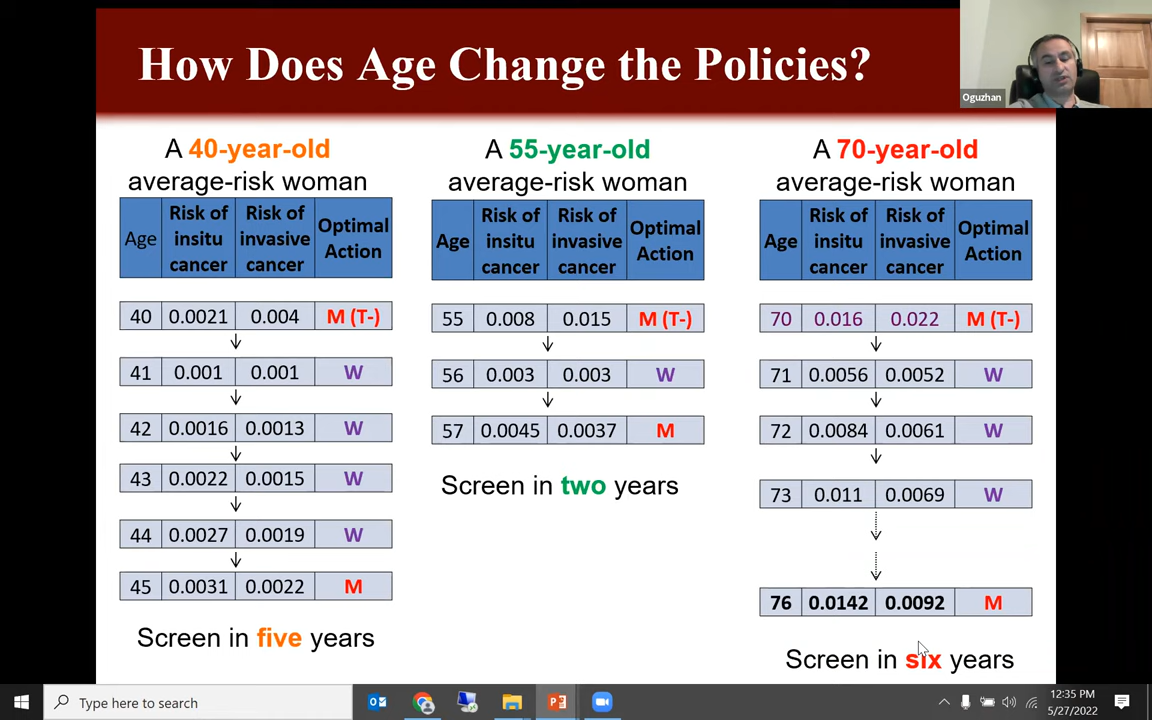 How Does Age Change the Policies?
Oguzhan
A 40-year-old
average-risk woman
Age Risk of insitu cancer Risk of invasive cancer Optimal Action
40 0.0021 0.004 M (T-)
41 0.001 0.001 W
42 0.0016 0.0013 W
43 0.0022 0.0015 W
44 0.0027 0.0019 W
45 0.0031 0.0022 M
Screen in five years
A 55-year-old
average-risk woman
Age Risk of insitu cancer Risk of invasive cancer Optimal Action
55 0.008 0.015 M (T-)
56 0.003 0.003 W
57 0.0045 0.0037 M
Screen in two years
A 70-year-old
average-risk woman
Age Risk of insitu cancer Risk of invasive cancer Optimal Action
70 0.016 0.022 M (T-)
71 0.0056 0.0052 W
72 0.0084 0.0061 W
73 0.011 0.0069 W
76 0.0142 0.0092 M
Screen in six years
Type here to search
12:35 PM
5/27/2022